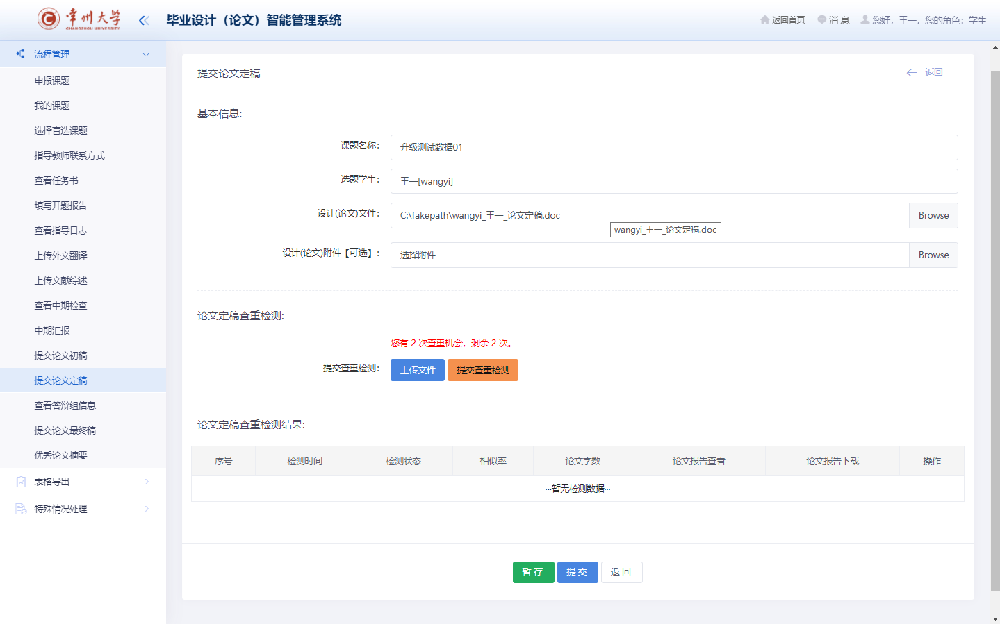 常州大学
CHANGZHOU UNIVERSITY
毕业设计（论文）智能管理系统
返回首页
消 息
您好，王一，您的角色：学生
流程管理
申报课题
我的课题
选择盲选课题
指导教师联系方式
查看任务书
填写开题报告
查看指导日志
上传外文翻译
上传文献综述
查看中期检查
中期汇报
提交论文初稿
提交论文定稿
查看答辩组信息
提交论文最终稿
优秀论文摘要
表格导出
特殊情况处理
提交论文定稿
返回
基本信息:
课题名称：
升级测试数据01
选题学生：
王一[wangyi]
设计(论文)文件：
C:\fakepath\wangyi_王一_论文定稿.doc
Browse
wangyi_王一_论文定稿.doc
设计(论文)附件【可选】：
选择附件
Browse
论文定稿查重检测:
您有 2 次查重机会，剩余 2 次。
提交查重检测：
上传文件
提交查重检测
论文定稿查重检测结果:
序号 检测时间 检测状态 相似率 论文字数 论文报告查看 论文报告下载 操作
···暂无检测数据···
暂 存
提 交
返 回